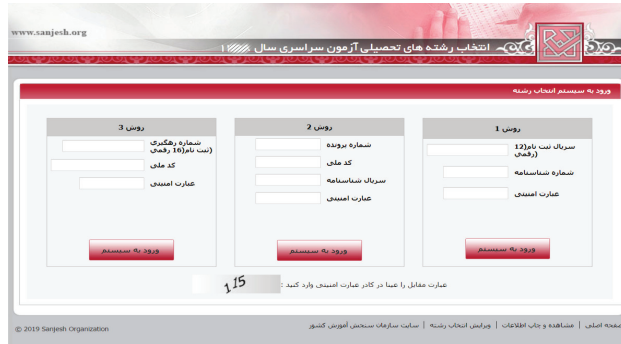 www.sanjesh.org
انتخاب رشته های تحصیلی آزمون سراسری سال
ورود به سیستم انتخاب رشته
روش 1
سریال ثبت نام(12
رقمی)
شماره شناسنامه
عبارت امنیتی
ورود به سیستم
روش 2
شماره پرونده
کد ملی
سریال شناسنامه
عبارت امنیتی
ورود به سیستم
روش 3
شماره رهگیری
(ثبت نام(16 رقمی
کد ملی
عبارت امنیتی
ورود به سیستم
عبارت مقابل را عینا در کادر عبارت امنیتی وارد کنید :
صفحه اصلی | مشاهده و چاپ اطلاعات | ویرایش انتخاب رشته | سایت سازمان سنجش آموزش کشور
© 2019 Sanjesh Organization